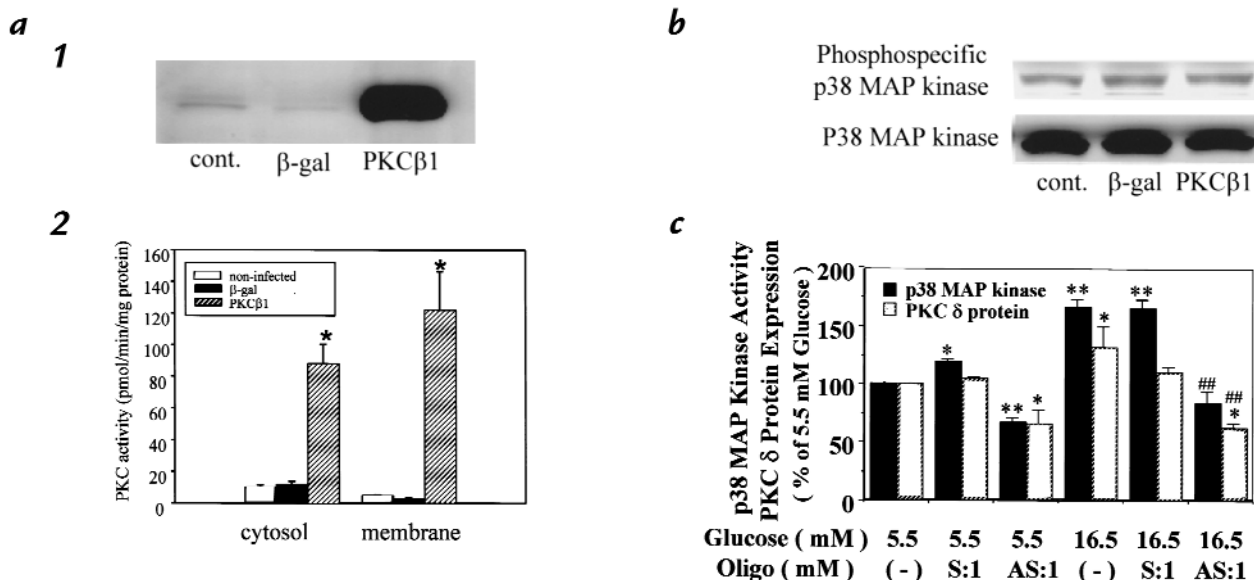 a
1
cont. β-gal PKCβ1
2
PKC activity (pmol/min/mg protein)
160
140
120
100
80
60
40
20
0
non-infected
β-gal
PKCβ1
*
*
cytosol membrane
b
Phosphospecific
p38 MAP kinase
P38 MAP kinase
cont. β-gal PKCβ1
c
p38 MAP Kinase Activity
PKC δ Protein Expression
( % of 5.5 mM Glucose )
200
150
100
50
0
p38 MAP kinase
PKC δ protein
* ** * ** * ** ## ## *
Glucose ( mM ) 5.5 5.5 5.5 16.5 16.5 16.5
Oligo ( mM ) ( - ) S:1 AS:1 ( - ) S:1 AS:1